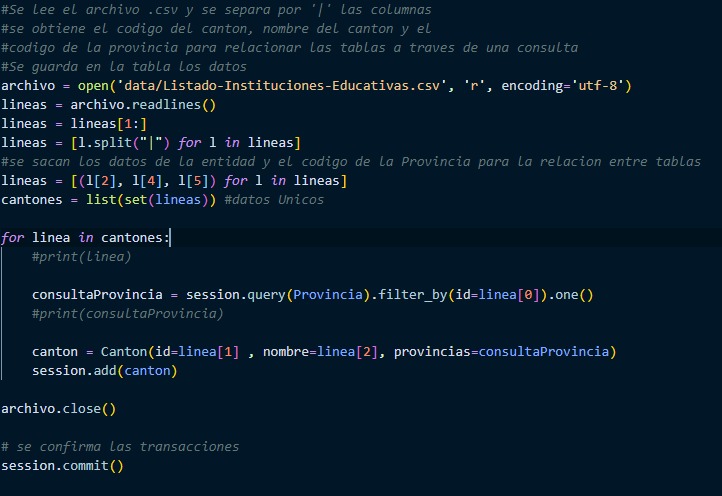 #Se lee el archivo .csv y se separa por '|' las columnas
#se obtiene el codigo del canton, nombre del canton y el
#codigo de la provincia para relacionar las tablas a traves de una consulta
#Se guarda en la tabla los datos
archivo = open('data/Listado-Instituciones-Educativas.csv', 'r', encoding='utf-8')
lineas = archivo.readlines()
lineas = lineas[1:]
lineas = [l.split("|") for l in lineas]
#se sacan los datos de la entidad y el codigo de la Provincia para la relacion entre tablas
lineas = [(l[2], l[4], l[5]) for l in lineas]
cantones = list(set(lineas)) #datos Unicos
for linea in cantones:
#print(linea)
consultaProvincia = session.query(Provincia).filter_by(id=linea[0]).one()
#print(consultaProvincia)
canton = Canton(id=linea[1] , nombre=linea[2], provincias=consultaProvincia)
session.add(canton)
archivo.close()
# se confirma las transacciones
session.commit()